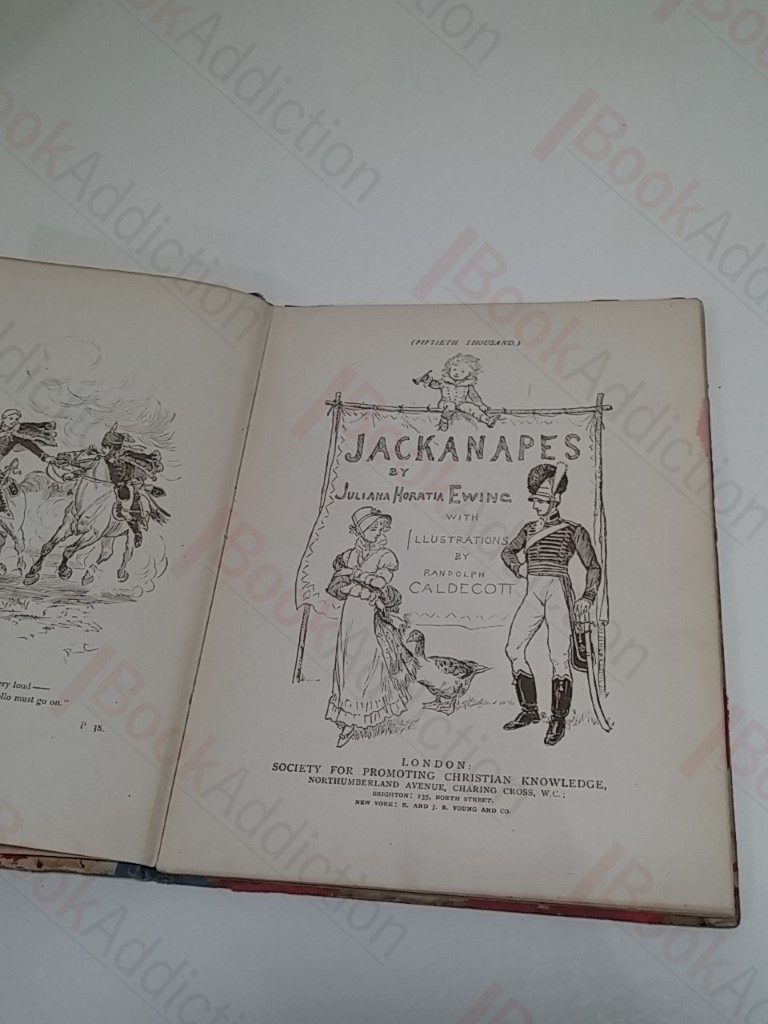 ery loud—
llo must go on."
P. 38.
R C
(FIFTIETH THOUSAND.)
JACKANAPES
BY
JULIANA HORATIA EWING
WITH
ILLUSTRATIONS
BY
RANDOLPH
CALDECOTT
LONDON:
SOCIETY FOR PROMOTING CHRISTIAN KNOWLEDGE,
NORTHUMBERLAND AVENUE, CHARING CROSS, W.C.;
BRIGHTON: 135, NORTH STREET.
NEW YORK: E. AND J. B. YOUNG AND CO.
BookAddiction